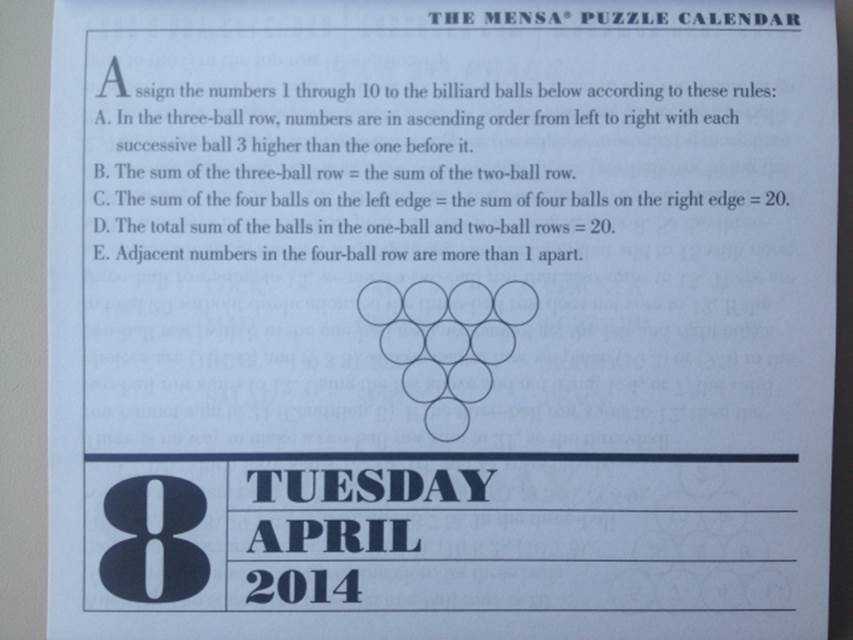 THE MENSA® PUZZLE CALENDAR
Assign the numbers 1 through 10 to the billiard balls below according to these rules:
A. In the three-ball row, numbers are in ascending order from left to right with each
successive ball 3 higher than the one before it.
B. The sum of the three-ball row = the sum of the two-ball row.
C. The sum of the four balls on the left edge = the sum of four balls on the right edge = 20.
D. The total sum of the balls in the one-ball and two-ball rows = 20.
E. Adjacent numbers in the four-ball row are more than 1 apart.
8
TUESDAY
APRIL
2014